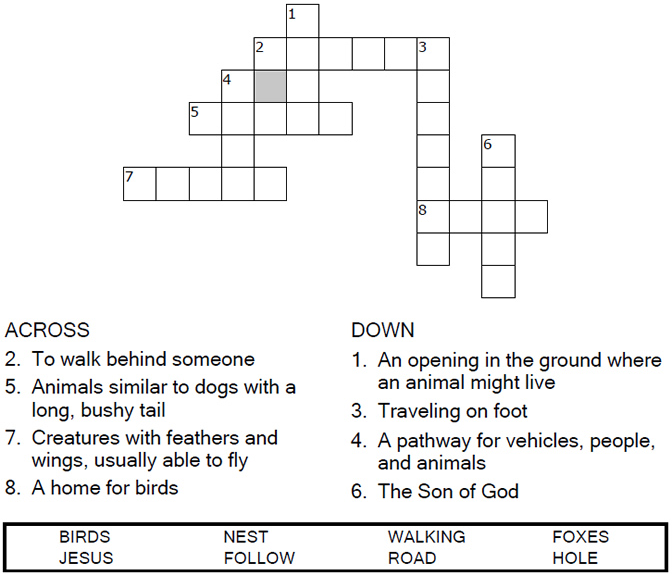 1
2
3
4
5
6
7
8
ACROSS
2. To walk behind someone
5. Animals similar to dogs with a
long, bushy tail
7. Creatures with feathers and
wings, usually able to fly
8. A home for birds
DOWN
1. An opening in the ground where
an animal might live
3. Traveling on foot
4. A pathway for vehicles, people,
and animals
6. The Son of God
BIRDS NEST WALKING FOXES
JESUS FOLLOW ROAD HOLE